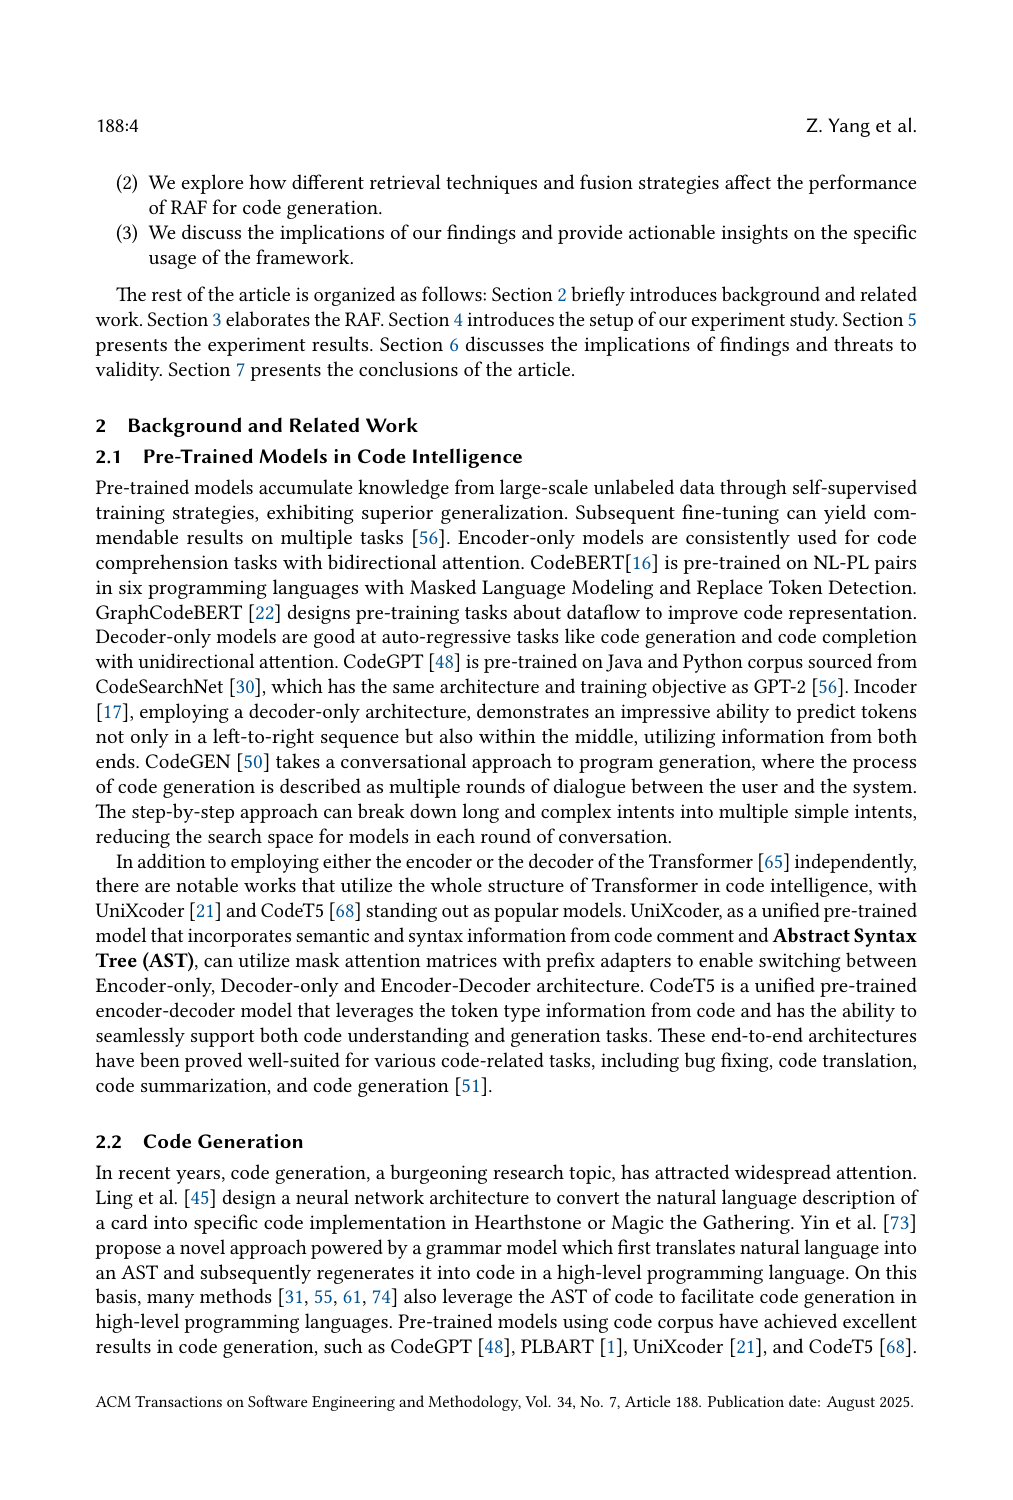 188:4
Z. Yang et al.
(2) We explore how different retrieval techniques and fusion strategies affect the performance
of RAF for code generation.
(3) We discuss the implications of our findings and provide actionable insights on the specific
usage of the framework.
The rest of the article is organized as follows: Section 2 briefly introduces background and related
work. Section 3 elaborates the RAF. Section 4 introduces the setup of our experiment study. Section 5
presents the experiment results. Section 6 discusses the implications of findings and threats to
validity. Section 7 presents the conclusions of the article.
2 Background and Related Work
2.1 Pre-Trained Models in Code Intelligence
Pre-trained models accumulate knowledge from large-scale unlabeled data through self-supervised
training strategies, exhibiting superior generalization. Subsequent fine-tuning can yield com-
mendable results on multiple tasks [56]. Encoder-only models are consistently used for code
comprehension tasks with bidirectional attention. CodeBERT[16] is pre-trained on NL-PL pairs
in six programming languages with Masked Language Modeling and Replace Token Detection.
GraphCodeBERT [22] designs pre-training tasks about dataflow to improve code representation.
Decoder-only models are good at auto-regressive tasks like code generation and code completion
with unidirectional attention. CodeGPT [48] is pre-trained on Java and Python corpus sourced from
CodeSearchNet [30], which has the same architecture and training objective as GPT-2 [56]. Incoder
[17], employing a decoder-only architecture, demonstrates an impressive ability to predict tokens
not only in a left-to-right sequence but also within the middle, utilizing information from both
ends. CodeGEN [50] takes a conversational approach to program generation, where the process
of code generation is described as multiple rounds of dialogue between the user and the system.
The step-by-step approach can break down long and complex intents into multiple simple intents,
reducing the search space for models in each round of conversation.
In addition to employing either the encoder or the decoder of the Transformer [65] independently,
there are notable works that utilize the whole structure of Transformer in code intelligence, with
UniXcoder [21] and CodeT5 [68] standing out as popular models. UniXcoder, as a unified pre-trained
model that incorporates semantic and syntax information from code comment and Abstract Syntax
Tree (AST), can utilize mask attention matrices with prefix adapters to enable switching between
Encoder-only, Decoder-only and Encoder-Decoder architecture. CodeT5 is a unified pre-trained
encoder-decoder model that leverages the token type information from code and has the ability to
seamlessly support both code understanding and generation tasks. These end-to-end architectures
have been proved well-suited for various code-related tasks, including bug fixing, code translation,
code summarization, and code generation [51].
2.2 Code Generation
In recent years, code generation, a burgeoning research topic, has attracted widespread attention.
Ling et al. [45] design a neural network architecture to convert the natural language description of
a card into specific code implementation in Hearthstone or Magic the Gathering. Yin et al. [73]
propose a novel approach powered by a grammar model which first translates natural language into
an AST and subsequently regenerates it into code in a high-level programming language. On this
basis, many methods [31, 55, 61, 74] also leverage the AST of code to facilitate code generation in
high-level programming languages. Pre-trained models using code corpus have achieved excellent
results in code generation, such as CodeGPT [48], PLBART [1], UniXcoder [21], and CodeT5 [68].
ACM Transactions on Software Engineering and Methodology, Vol. 34, No. 7, Article 188. Publication date: August 2025.